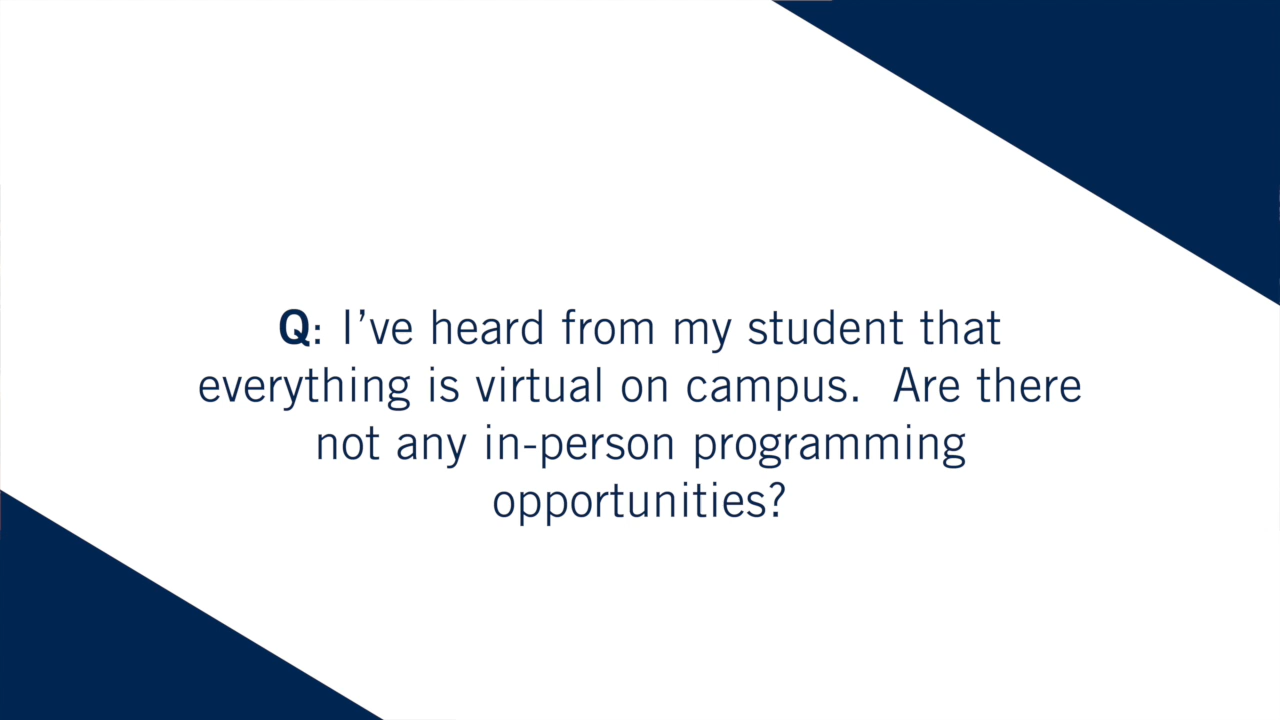 Q: I’ve heard from my student that
everything is virtual on campus.  Are there
not any in-person programming
opportunities?